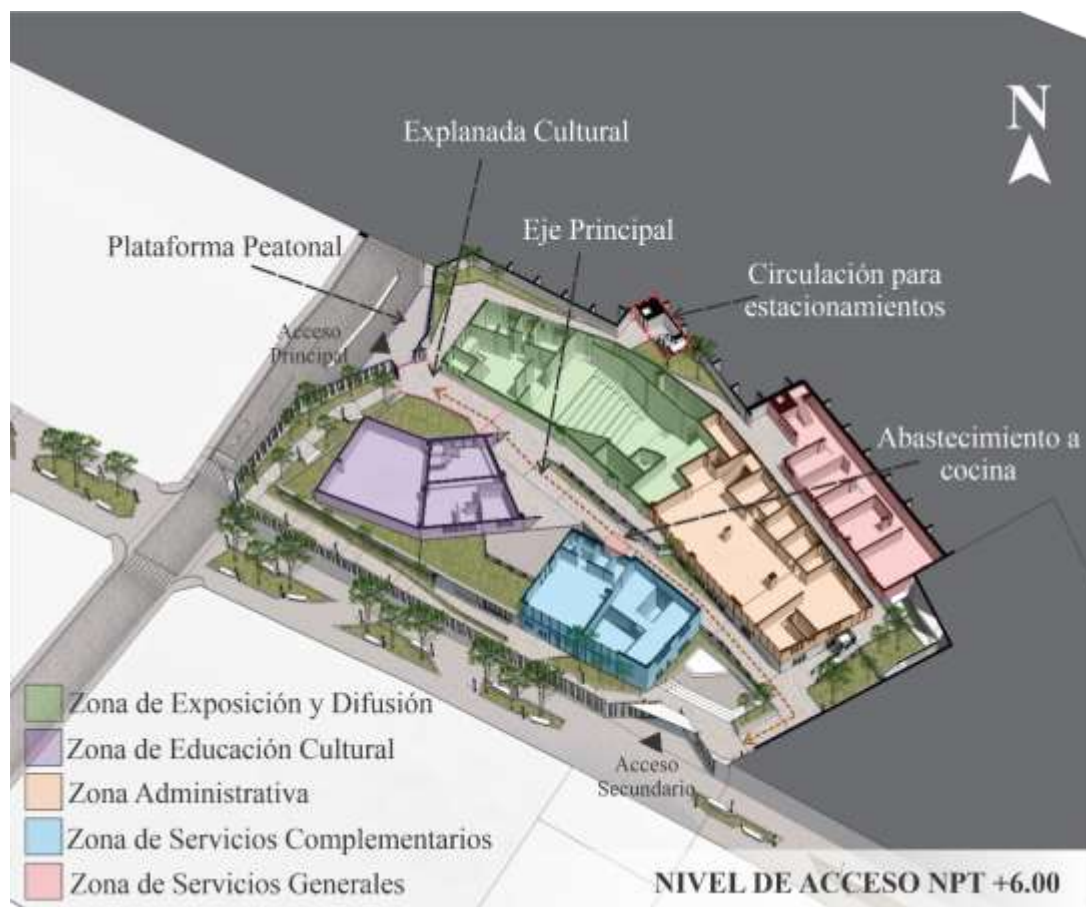 N
Explanada Cultural
Eje Principal
Plataforma Peatonal
Circulación para
estacionamientos
Acceso
Principal
Abastecimiento a
cocina
Zona de Exposición y Difusión
Zona de Educación Cultural
Zona Administrativa
Zona de Servicios Complementarios
Zona de Servicios Generales
Acceso
Secundario
NIVEL DE ACCESO NPT +6.00